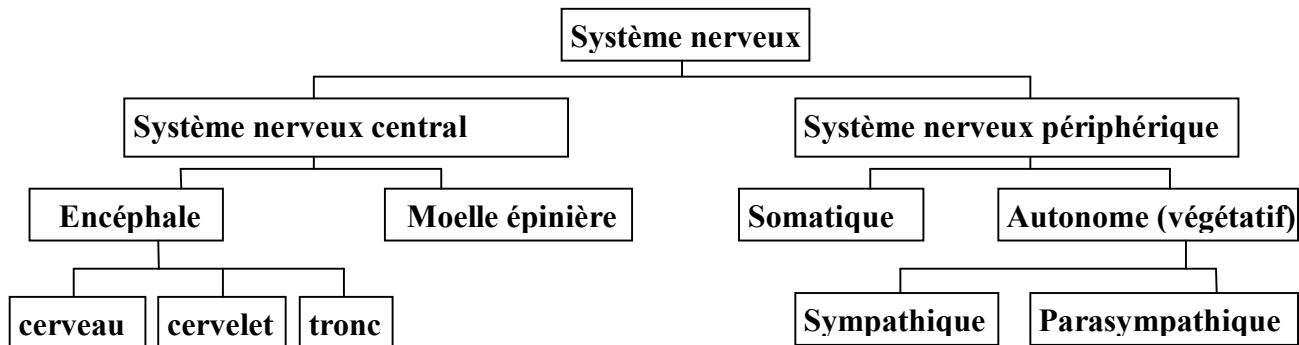 Système nerveux
Système nerveux central
Système nerveux périphérique
Encéphale
Moelle épinière
Somatique
Autonome (végétatif)
cerveau
cervelet
tronc
Sympathique
Parasympathique